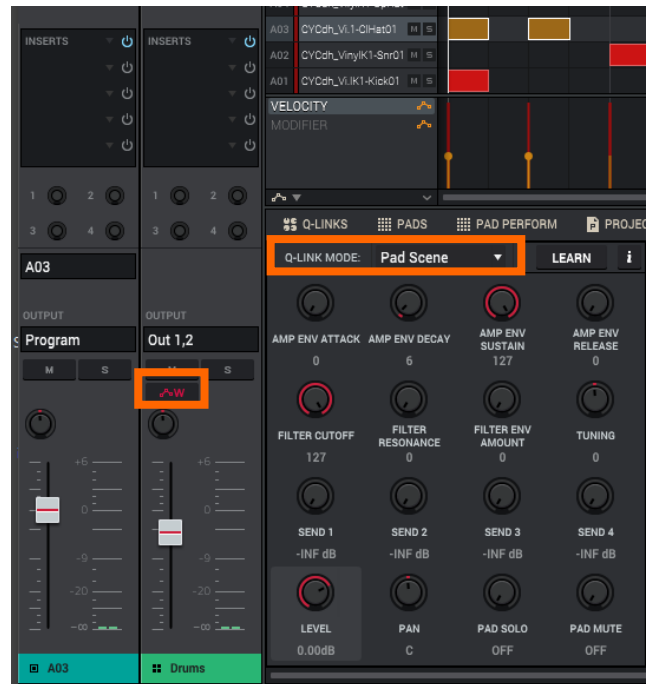 INSERTS
INSERTS
1 2
3 4
1 2
3 4
A03
OUTPUT
OUTPUT
Program
Out 1,2
M S
S
W
+6
0
-9
-20
-∞
+6
0
-9
-20
-∞
A03
Drums
A03 CYCdh_Vi.1-ClHat01 M S
A02 CYCdh_VinylK1-Snr01 M S
A01 CYCdh_Vi.IK1-Kick01 M S
VELOCITY
MODIFIER
Q-LINKS PADS PAD PERFORM PROJEC
Q-LINK MODE: Pad Scene LEARN i
AMP ENV ATTACK AMP ENV DECAY AMP ENV SUSTAIN AMP ENV RELEASE
0 6 127 0
FILTER CUTOFF FILTER RESONANCE FILTER ENV AMOUNT TUNING
127 0 0 0
SEND 1 SEND 2 SEND 3 SEND 4
-INF dB -INF dB -INF dB -INF dB
LEVEL PAN PAD SOLO PAD MUTE
0.00dB C OFF OFF